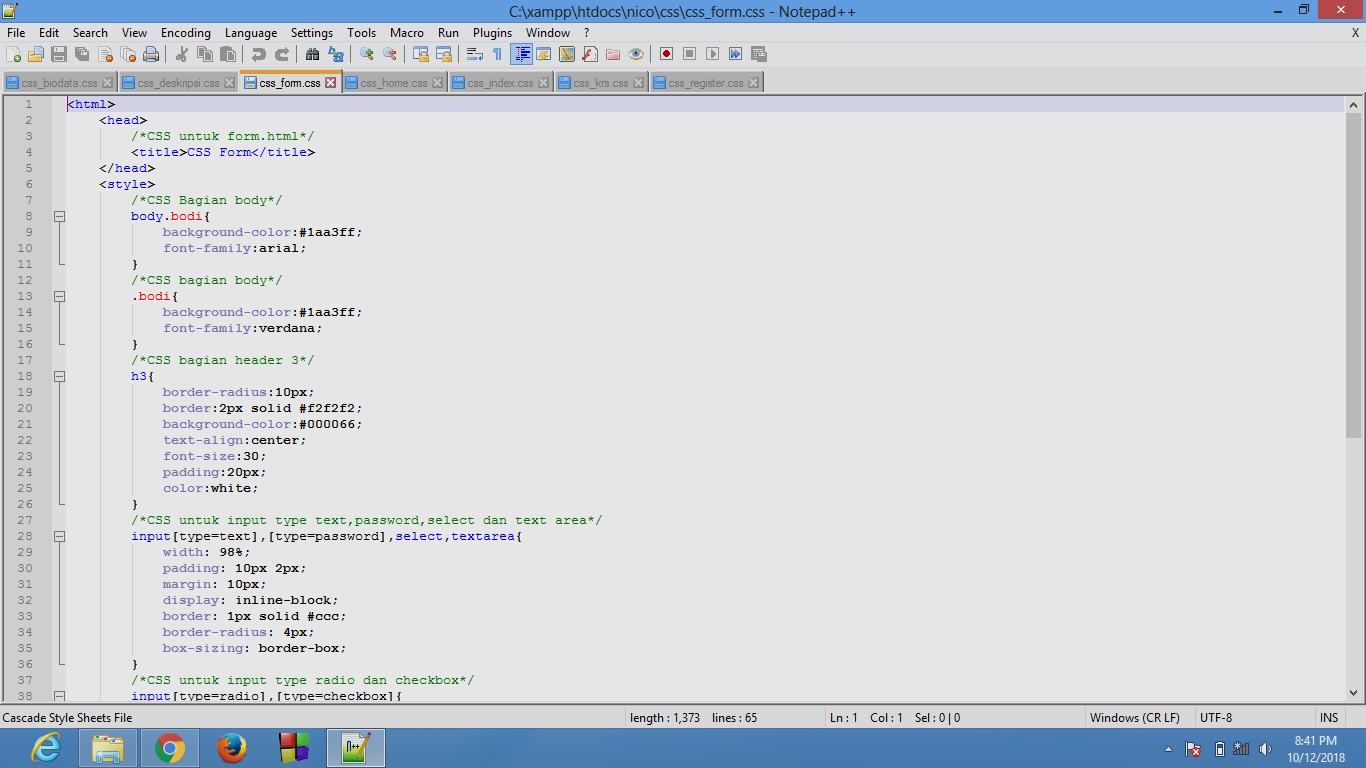 C:\xampp\htdocs\nico\css\css_form.css - Notepad++
File Edit Search View Encoding Language Settings Tools Macro Run Plugins Window ? X
css_biodata.css css_deskripsi.css css_form.css css_home.css css_index.css css_krs.css css_register.css
1 <html>
2 <head>
3 /*CSS untuk form.html*/
4 <title>CSS Form</title>
5 </head>
6 <style>
7 /*CSS Bagian body*/
8 body.bodi{
9 background-color:#1aa3ff;
10 font-family:arial;
11 }
12 /*CSS bagian body*/
13 .bodi{
14 background-color:#1aa3ff;
15 font-family:verdana;
16 }
17 /*CSS bagian header 3*/
18 h3{
19 border-radius:10px;
20 border:2px solid #f2f2f2;
21 background-color:#000066;
22 text-align:center;
23 font-size:30;
24 padding:20px;
25 color:white;
26 }
27 /*CSS untuk input type text,password,select dan text area*/
28 input[type=text],[type=password],select,textarea{
29 width: 98%;
30 padding: 10px 2px;
31 margin: 10px;
32 display: inline-block;
33 border: 1px solid #ccc;
34 border-radius: 4px;
35 box-sizing: border-box;
36 }
37 /*CSS untuk input type radio dan checkbox*/
38 input[type=radio],[type=checkbox]{
Cascade Style Sheets File length : 1,373 lines : 65 Ln : 1 Col : 1 Sel : 0 | 0 Windows (CR LF) UTF-8 INS
8:41 PM
10/12/2018